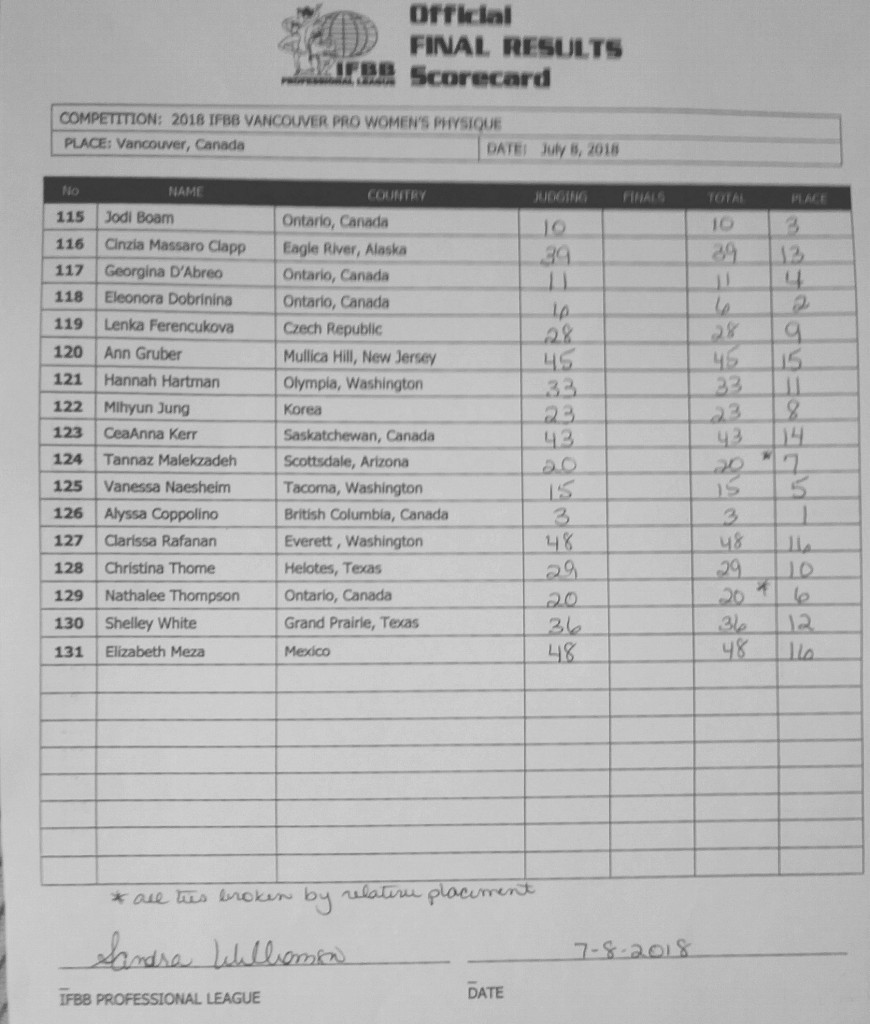 Official
FINAL RESULTS
IFBB Scorecard
PROFESSIONAL LEAGUE
COMPETITION: 2018 IFBB VANCOUVER PRO WOMEN'S PHYSIQUE
PLACE: Vancouver, Canada DATE: July 8, 2018
No NAME COUNTRY JUDGING FINALS TOTAL PLACE
115 Jodi Boam Ontario, Canada 10 10 3
116 Cinzia Massaro Clapp Eagle River, Alaska 39 39 13
117 Georgina D'Abreo Ontario, Canada 11 11 4
118 Eleonora Dobrinina Ontario, Canada 6 6 2
119 Lenka Ferencukova Czech Republic 28 28 9
120 Ann Gruber Mullica Hill, New Jersey 45 45 15
121 Hannah Hartman Olympia, Washington 33 33 11
122 Mihyun Jung Korea 23 23 8
123 CeaAnna Kerr Saskatchewan, Canada 43 43 14
124 Tannaz Malekzadeh Scottsdale, Arizona 20 20 * 7
125 Vanessa Naesheim Tacoma, Washington 15 15 5
126 Alyssa Coppolino British Columbia, Canada 3 3 1
127 Clarissa Rafanan Everett , Washington 48 48 16
128 Christina Thome Helotes, Texas 29 29 10
129 Nathalee Thompson Ontario, Canada 20 20 * 6
130 Shelley White Grand Prairie, Texas 36 36 12
131 Elizabeth Meza Mexico 48 48 16
* all ties broken by relative placement
Sandra Williamson 7-8-2018
IFBB PROFESSIONAL LEAGUE DATE